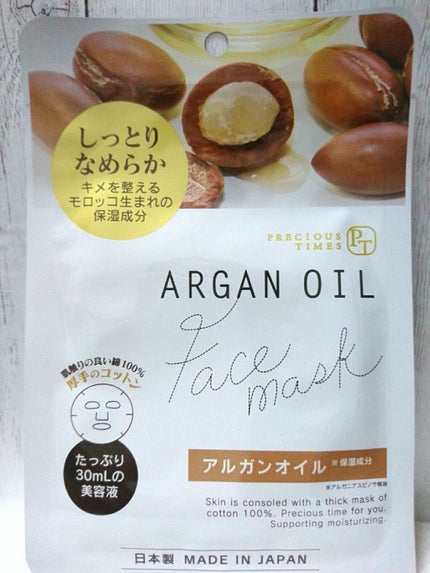 しっとり
なめらか
キメを整える
モロッコ生まれの
保湿成分
PRECIOUS
TIMES
PT
ARGAN OIL
Face
mask
肌触りの良い綿100%
厚手のコットン
たっぷり
30mLの
美容液
アルガンオイル ※保湿成分
※アルガニアスピノサ核油
Skin is consoled with a thick mask of
cotton 100%. Precious time for you.
Supporting moisturizing.
日本製 MADE IN JAPAN